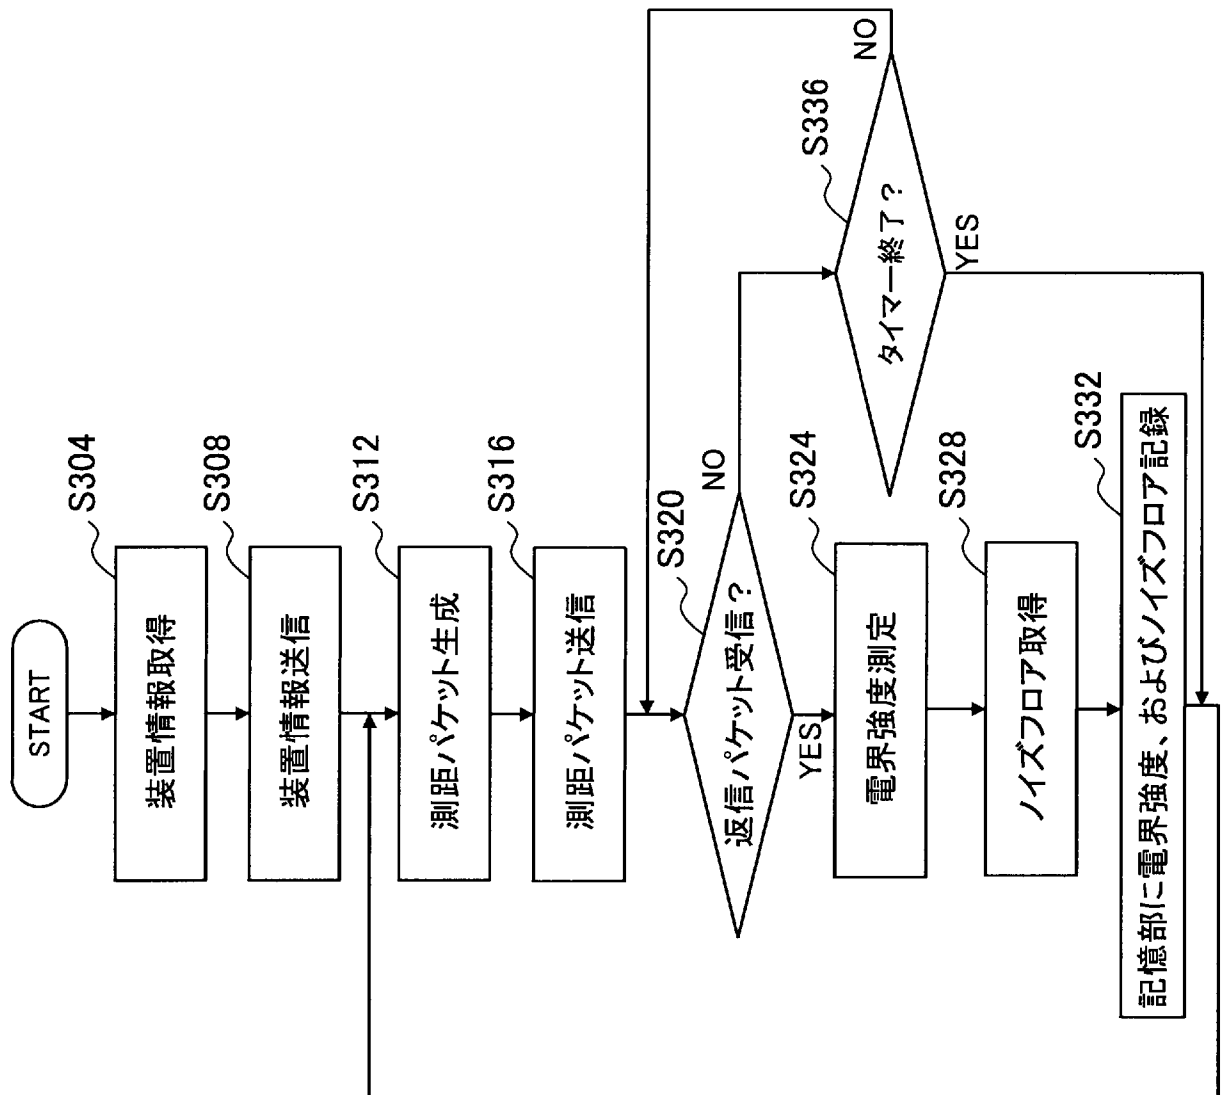 START
S304
装置情報取得
S308
装置情報送信
S312
測距パケット生成
S316
測距パケット送信
S320
返信パケット受信？
NO
YES
S336
タイマー終了？
NO
YES
S324
電界強度測定
S328
ノイズフロア取得
S332
記憶部に電界強度、およびノイズフロア記録